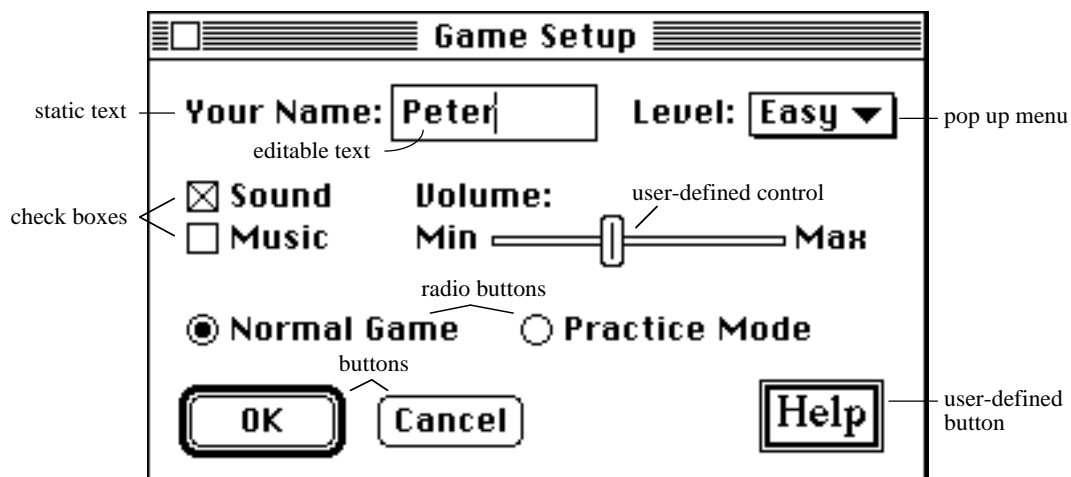 Game Setup
static text
Your Name:
Peter
Level:
Easy
pop up menu
editable text
check boxes
Sound
Volume:
user-defined control
Music
Min
Max
radio buttons
Normal Game
Practice Mode
buttons
OK
Cancel
Help
user-defined
button